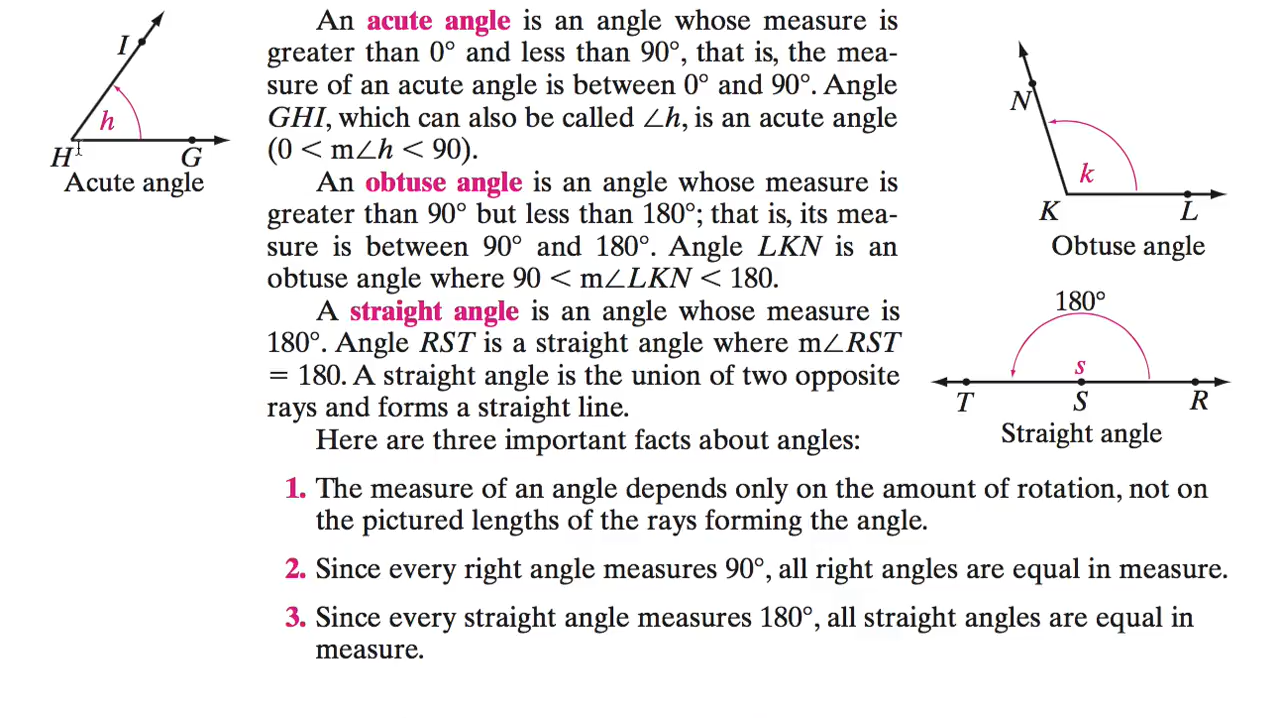 I
h
H
G
Acute angle
An acute angle is an angle whose measure is
greater than 0° and less than 90°, that is, the mea-
sure of an acute angle is between 0° and 90°. Angle
GHI, which can also be called ∠h, is an acute angle
(0 < m∠h < 90).
An obtuse angle is an angle whose measure is
greater than 90° but less than 180°; that is, its mea-
sure is between 90° and 180°. Angle LKN is an
obtuse angle where 90 < m∠LKN < 180.
A straight angle is an angle whose measure is
180°. Angle RST is a straight angle where m∠RST
= 180. A straight angle is the union of two opposite
rays and forms a straight line.
Here are three important facts about angles:
N
k
K
L
Obtuse angle
180°
s
T
S
R
Straight angle
1. The measure of an angle depends only on the amount of rotation, not on
the pictured lengths of the rays forming the angle.
2. Since every right angle measures 90°, all right angles are equal in measure.
3. Since every straight angle measures 180°, all straight angles are equal in
measure.